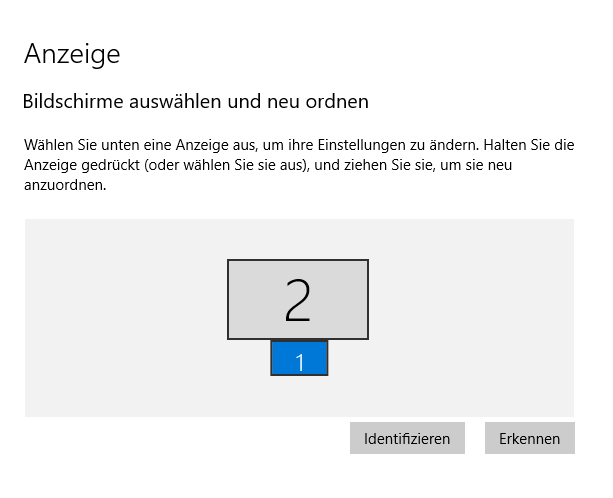 Anzeige
Bildschirme auswählen und neu ordnen
Wählen Sie unten eine Anzeige aus, um ihre Einstellungen zu ändern. Halten Sie die
Anzeige gedrückt (oder wählen Sie sie aus), und ziehen Sie sie, um sie neu
anzuordnen.
2
1
Identifizieren Erkennen